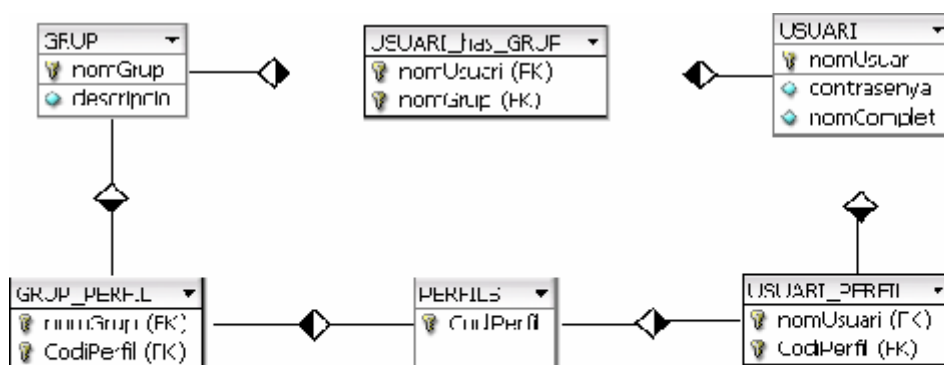 GRUP
nomGrup
descripcio
USUARI_has_GRUP
nomUsuari (FK)
nomGrup (FK)
USUARI
nomUsuar
contrasenya
nomComplet
GRUP_PERFIL
nomGrup (FK)
CodiPerfil (FK)
PERFILS
CodiPerfil
USUARI_PERFIL
nomUsuari (FK)
CodiPerfil (FK)